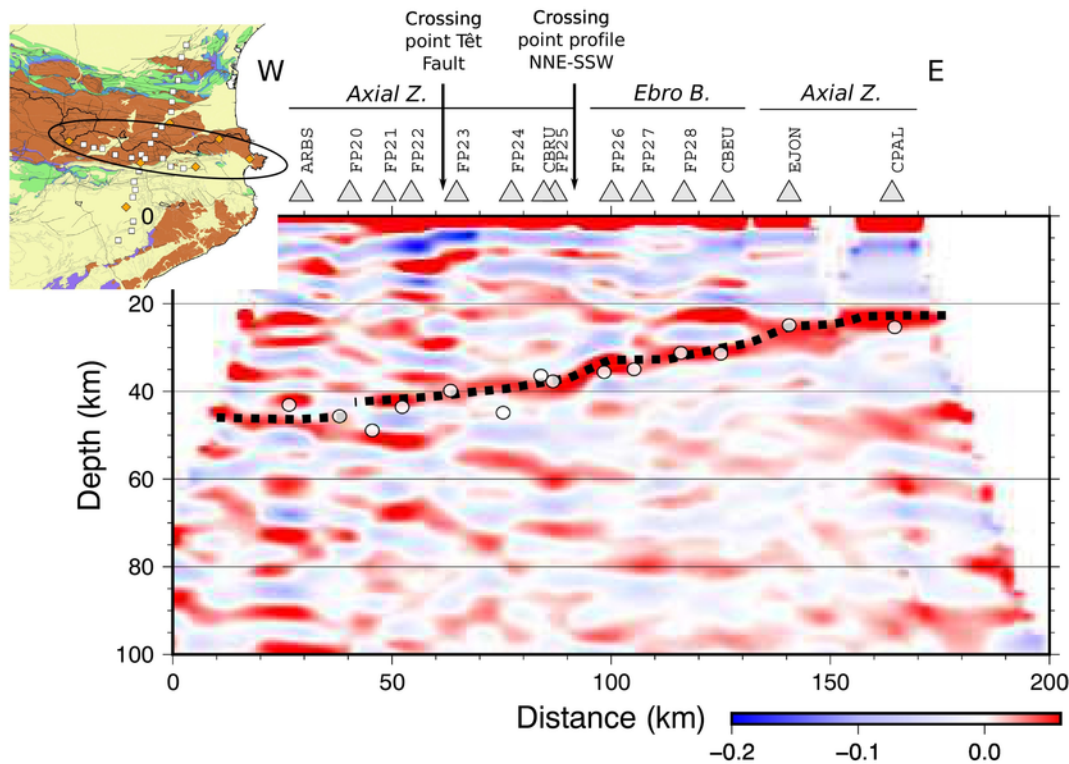 Crossing
point Têt
Fault
Crossing
point profile
NNE-SSW
W
E
Axial Z.
Ebro B.
Axial Z.
ARBS
FP20
FP21
FP22
FP23
FP24
CBRU
FP25
FP26
FP27
FP28
CBEU
EJON
CPAL
0
20
40
60
80
100
Depth (km)
0
50
100
150
200
Distance (km)
−0.2
−0.1
0.0